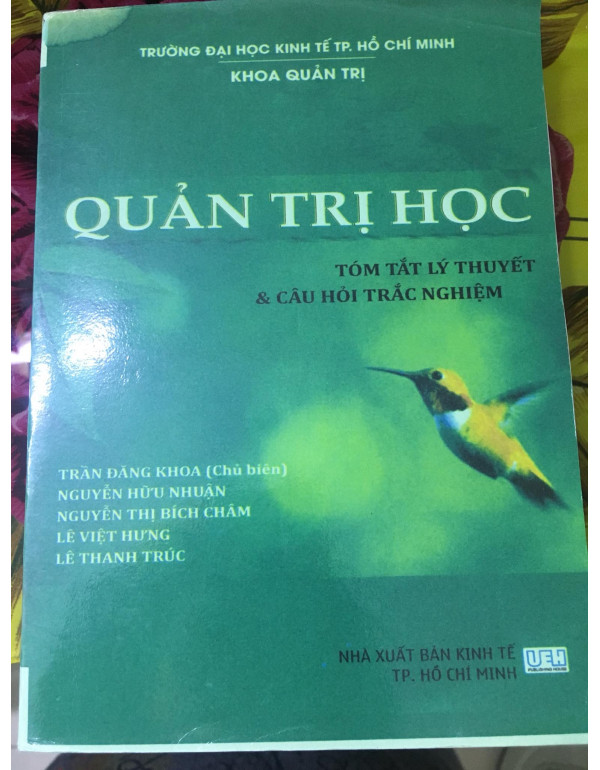 TRƯỜNG ĐẠI HỌC KINH TẾ TP. HỒ CHÍ MINH
KHOA QUẢN TRỊ
QUẢN TRỊ HỌC
TÓM TẮT LÝ THUYẾT
& CÂU HỎI TRẮC NGHIỆM
TRẦN ĐĂNG KHOA (Chủ biên)
NGUYỄN HỮU NHUẬN
NGUYỄN THỊ BÍCH CHÂM
LÊ VIỆT HƯNG
LÊ THANH TRÚC
NHÀ XUẤT BẢN KINH TẾ
TP. HỒ CHÍ MINH
UEH
PUBLISHING HOUSE